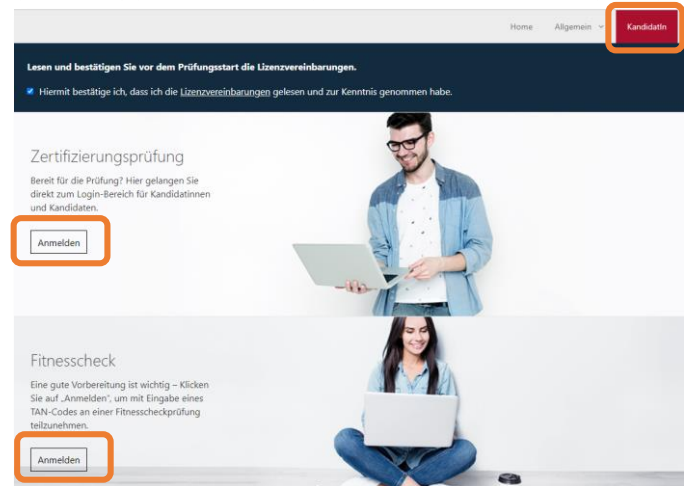 Home Allgemein KandidatIn
Lesen und bestätigen Sie vor dem Prüfungsstart die Lizenzvereinbarungen.
Hiermit bestätige ich, dass ich die Lizenzvereinbarungen gelesen und zur Kenntnis genommen habe.
Zertifizierungsprüfung
Bereit für die Prüfung? Hier gelangen Sie
direkt zum Login-Bereich für Kandidatinnen
und Kandidaten.
Anmelden
Fitnesscheck
Eine gute Vorbereitung ist wichtig – Klicken
Sie auf „Anmelden", um mit Eingabe eines
TAN-Codes an einer Fitnesscheckprüfung
teilzunehmen.
Anmelden